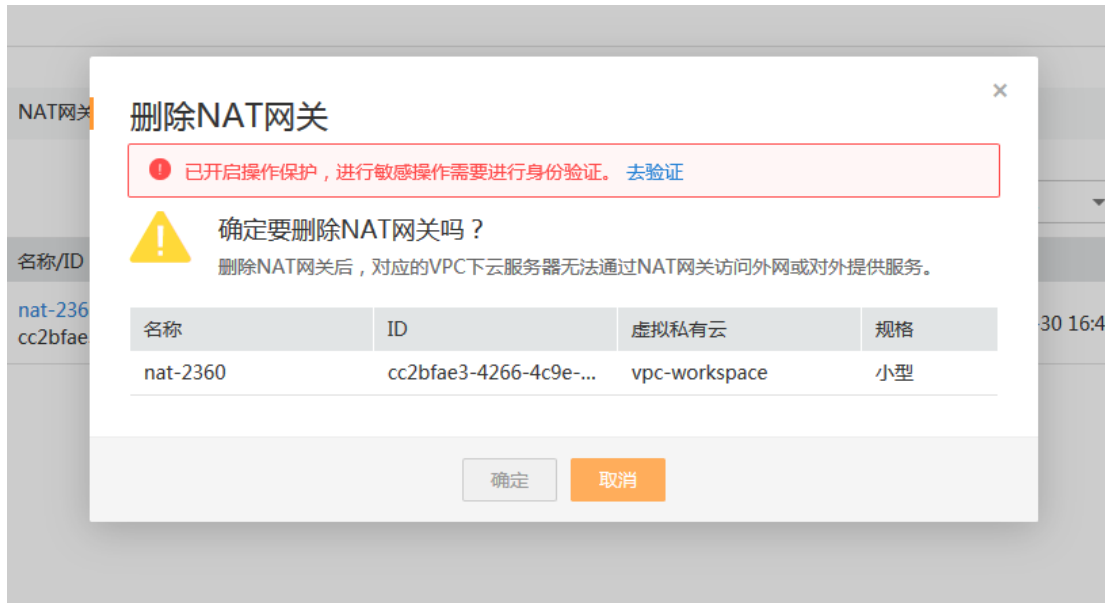 ×
NAT网关
删除NAT网关
已开启操作保护，进行敏感操作需要进行身份验证。 去验证
确定要删除NAT网关吗？
删除NAT网关后，对应的VPC下云服务器无法通过NAT网关访问外网或对外提供服务。
名称/ID
名称 ID 虚拟私有云 规格
nat-236
cc2bfae
30 16:4
nat-2360 cc2bfae3-4266-4c9e-... vpc-workspace 小型
确定 取消